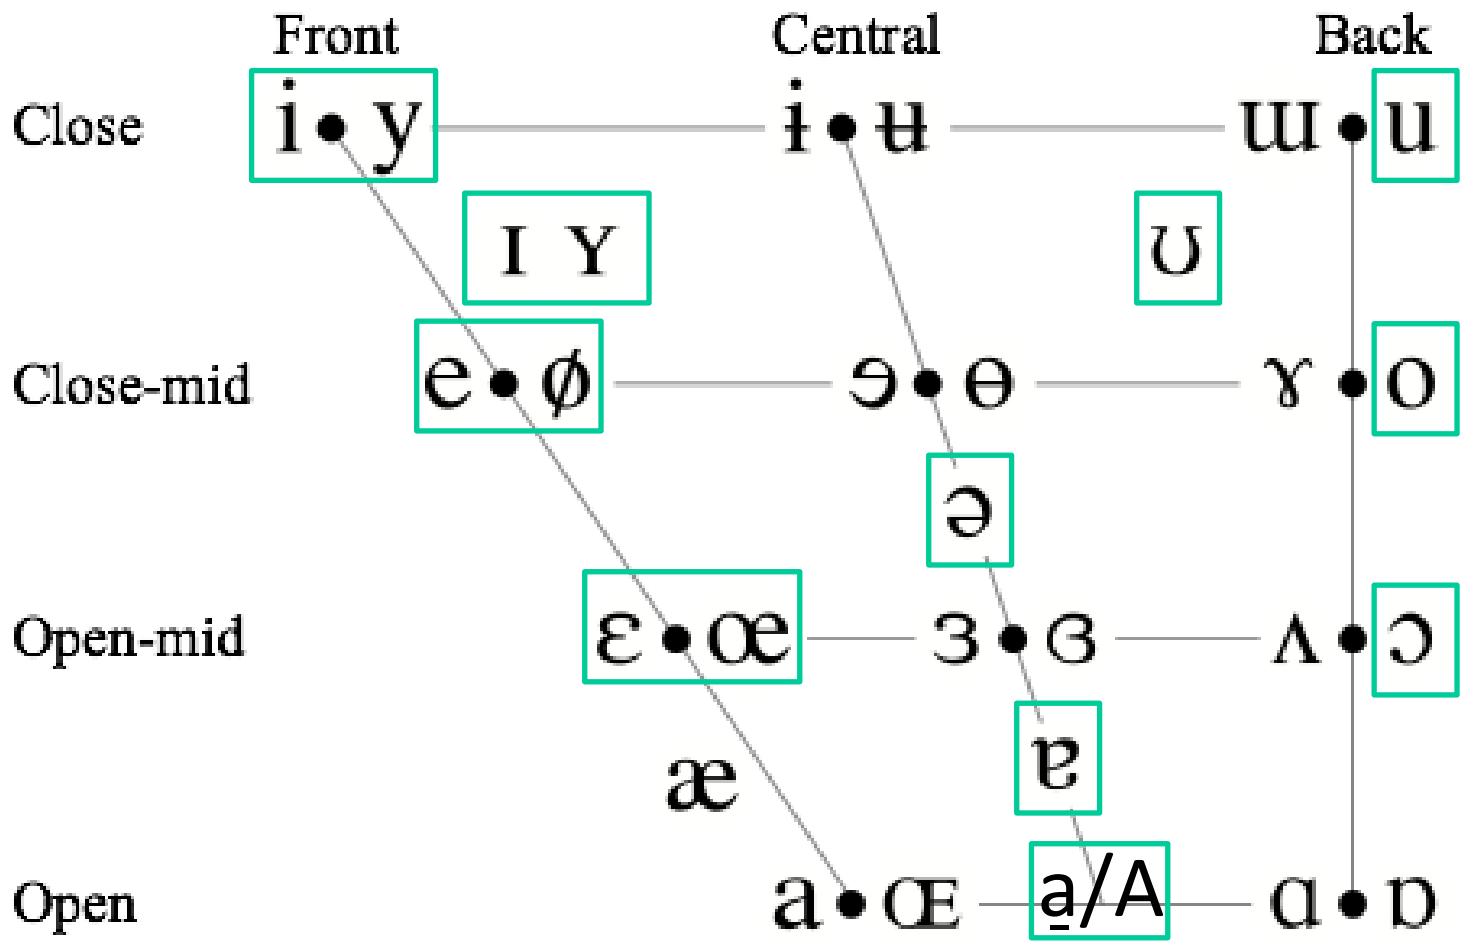 Front Central Back
Close i y ɨ ʉ ɯ u
ɪ ʏ ʊ
Close-mid e ø ɘ ɵ ɤ o
ə
Open-mid ɛ œ ɜ ɞ ʌ ɔ
æ ɐ
Open a ɶ a̱/A ɑ ɒ